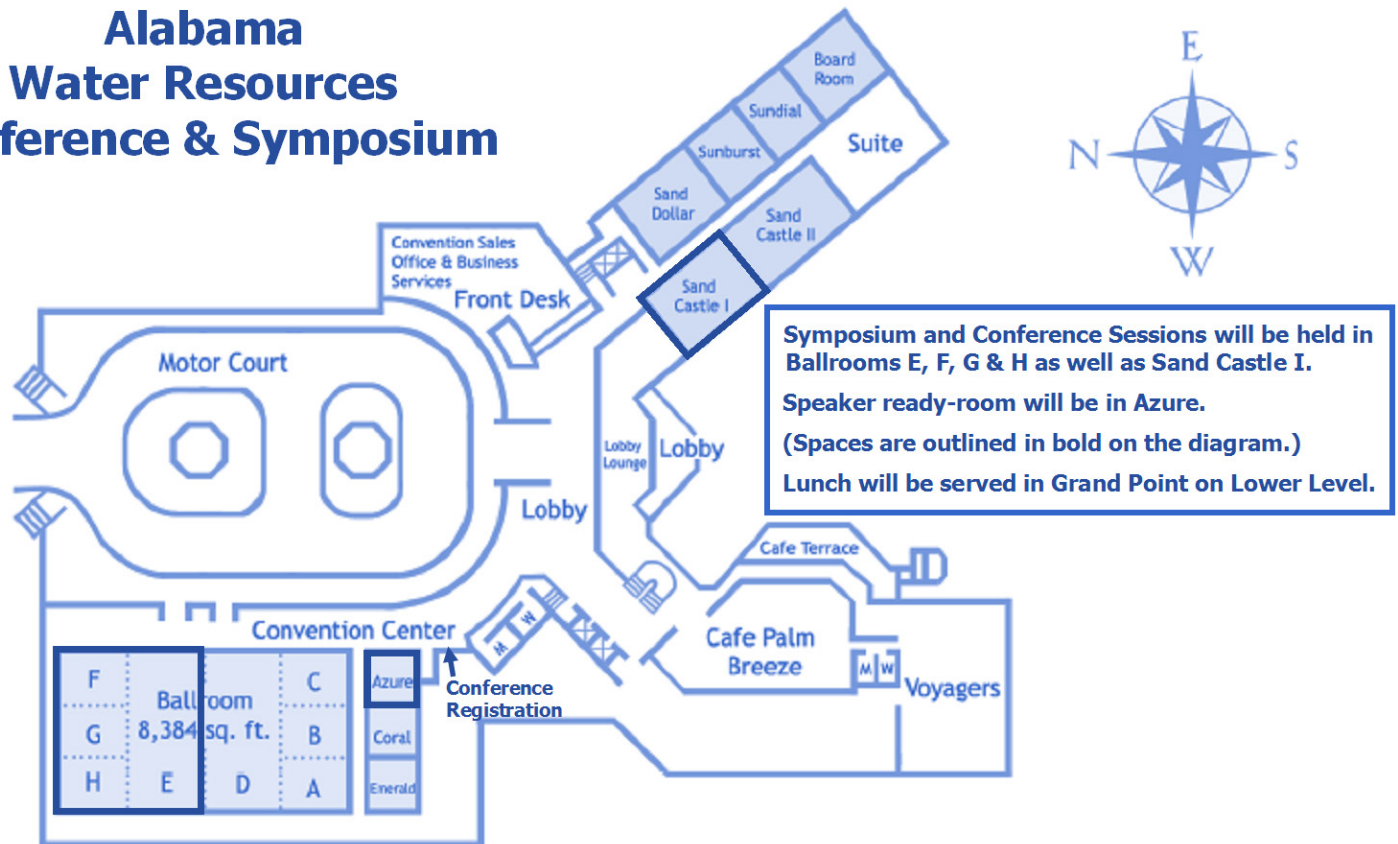 Alabama
Water Resources
ference & Symposium
E
N
S
W
Board
Room
Sundial
Sunburst
Suite
Sand
Dollar
Sand
Castle II
Sand
Castle I
Convention Sales
Office & Business
Services
Front Desk
Motor Court
Symposium and Conference Sessions will be held in
Ballrooms E, F, G & H as well as Sand Castle I.
Speaker ready-room will be in Azure.
(Spaces are outlined in bold on the diagram.)
Lunch will be served in Grand Point on Lower Level.
Lobby
Lounge
Lobby
Lobby
Cafe Terrace
Convention Center
M W
Cafe Palm
Breeze
M W
Voyagers
Conference
Registration
F
G
H
Ballroom
8,384 sq. ft.
E
D
C
B
A
Azure
Coral
Emerald